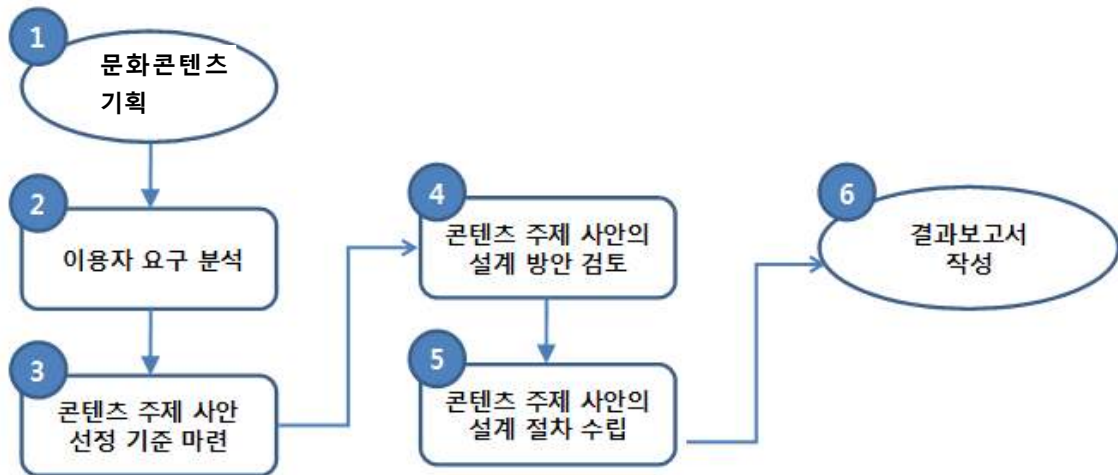 1
문화콘텐츠
기획
2
이용자 요구 분석
3
콘텐츠 주제 사안
선정 기준 마련
4
콘텐츠 주제 사안의
설계 방안 검토
5
콘텐츠 주제 사안의
설계 절차 수립
6
결과보고서
작성